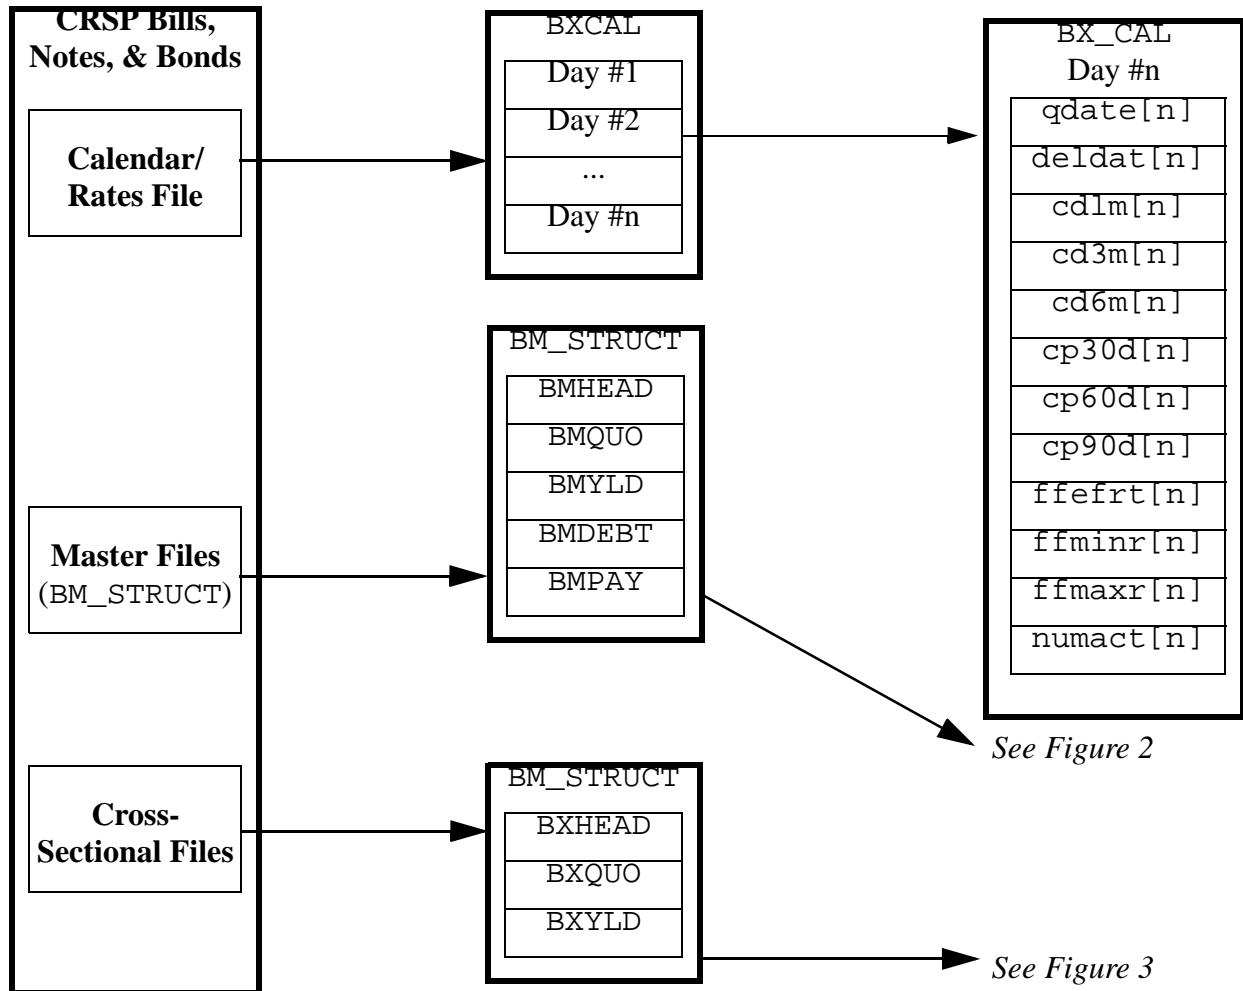 CRSP Bills,
Notes, & Bonds
Calendar/
Rates File
Master Files
(BM_STRUCT)
Cross-
Sectional Files
BXCAL
Day #1
Day #2
...
Day #n
BM_STRUCT
BMHEAD
BMQUO
BMYLD
BMDEBT
BMPAY
BM_STRUCT
BXHEAD
BXQUO
BXYLD
BX_CAL
Day #n
qdate[n]
deldat[n]
cd1m[n]
cd3m[n]
cd6m[n]
cp30d[n]
cp60d[n]
cp90d[n]
ffefrt[n]
ffminr[n]
ffmaxr[n]
numact[n]
See Figure 2
See Figure 3